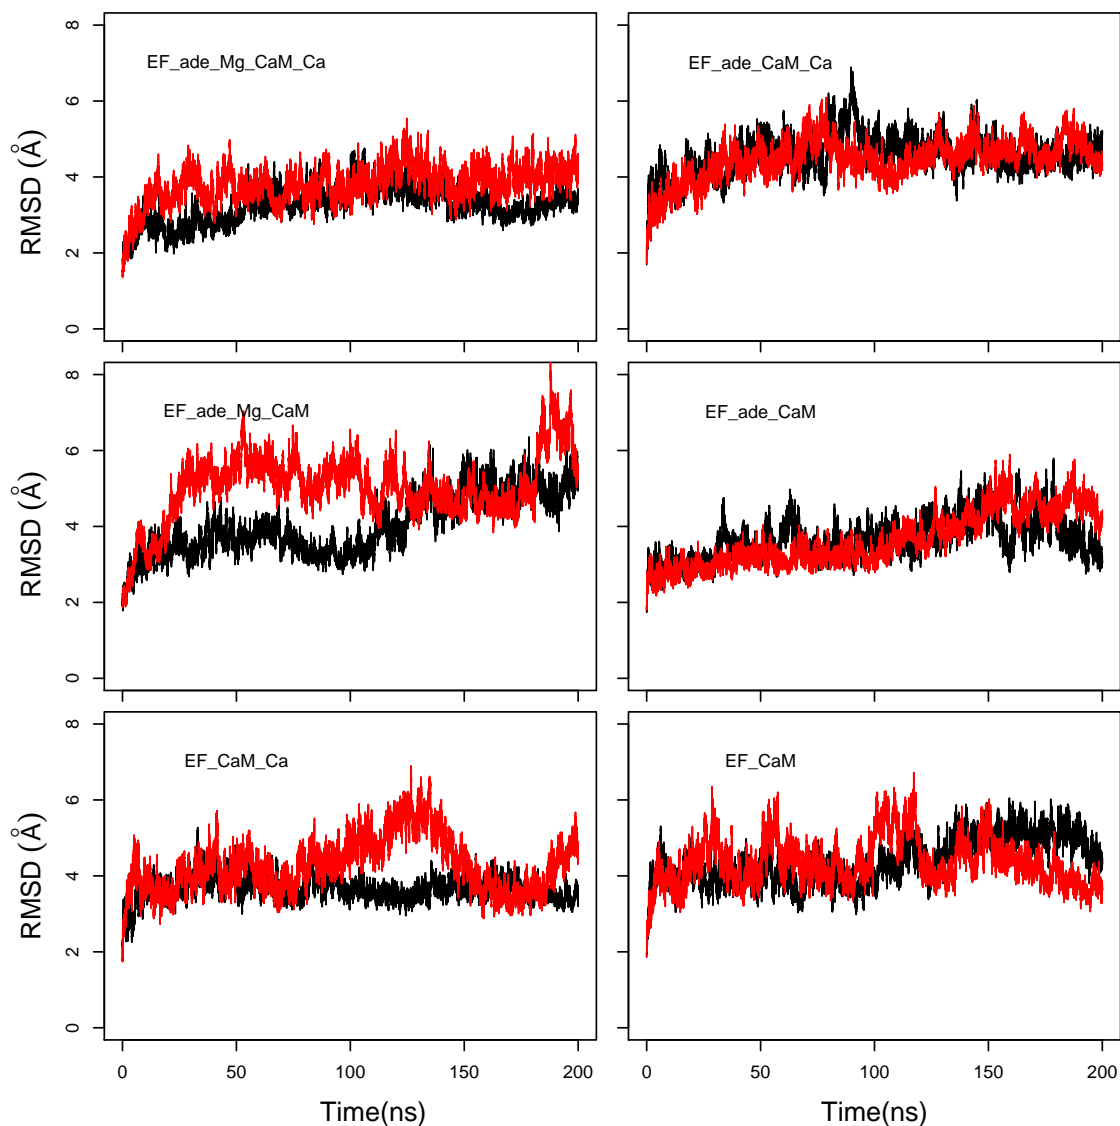 EF_ade_Mg_CaM_Ca
RMSD (Å)
0 2 4 6 8
EF_ade_CaM_Ca
EF_ade_Mg_CaM
RMSD (Å)
0 2 4 6 8
EF_ade_CaM
EF_CaM_Ca
RMSD (Å)
0 2 4 6 8
0 50 100 150 200
Time(ns)
EF_CaM
0 50 100 150 200
Time(ns)